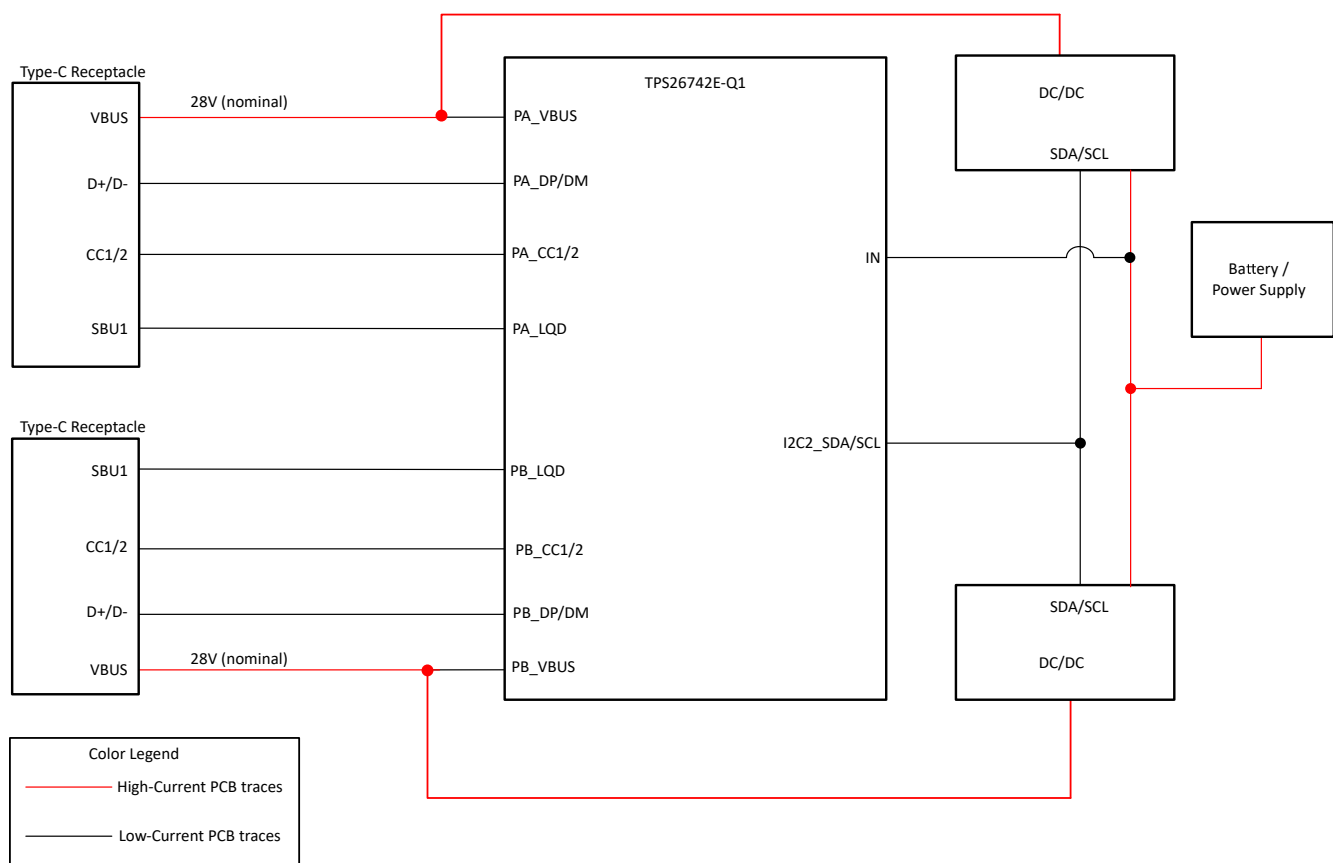 Type-C Receptacle
VBUS
28V (nominal)
D+/D-
CC1/2
SBU1
TPS26742E-Q1
PA_VBUS
PA_DP/DM
PA_CC1/2
PA_LQD
IN
I2C2_SDA/SCL
DC/DC
SDA/SCL
Battery /
Power Supply
Type-C Receptacle
SBU1
CC1/2
D+/D-
VBUS
28V (nominal)
PB_LQD
PB_CC1/2
PB_DP/DM
PB_VBUS
SDA/SCL
DC/DC
Color Legend
High-Current PCB traces
Low-Current PCB traces